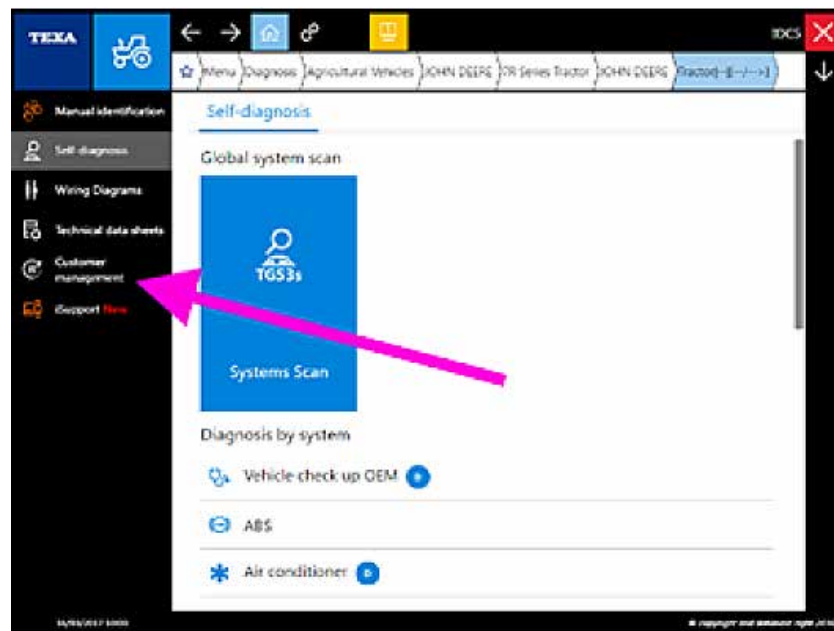 TEXA
IDC5
Menu Diagnosis Agricultural Vehicles JOHN DEERE 7R Series Tractor JOHN DEERE
Manual identification
Self-diagnosis
Self-diagnosis
Global system scan
Wiring Diagrams
Technical data sheets
Customer
management
iSupport New
TGS3s
Systems Scan
Diagnosis by system
Vehicle check up OEM
ABS
Air conditioner